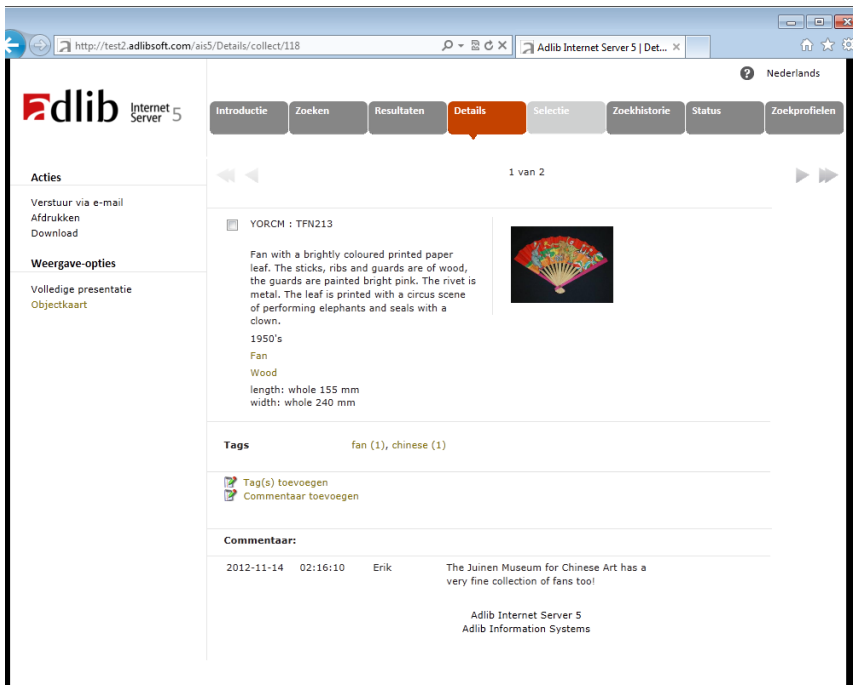 http://test2.adlibsoft.com/ais5/Details/collect/118
Adlib Internet Server 5 | Det...
Nederlands
adlib Internet Server 5
Introductie
Zoeken
Resultaten
Details
Selectie
Zoekhistorie
Status
Zoekprofielen
Acties
Verstuur via e-mail
Afdrukken
Download
Weergave-opties
Volledige presentatie
Objectkaart
1 van 2
YORCM : TFN213
Fan with a brightly coloured printed paper
leaf. The sticks, ribs and guards are of wood,
the guards are painted bright pink. The rivet is
metal. The leaf is printed with a circus scene
of performing elephants and seals with a
clown.
1950's
Fan
Wood
length: whole 155 mm
width: whole 240 mm
Tags fan (1), chinese (1)
Tag(s) toevoegen
Commentaar toevoegen
Commentaar:
2012-11-14 02:16:10 Erik The Juinen Museum for Chinese Art has a
very fine collection of fans too!
Adlib Internet Server 5
Adlib Information Systems